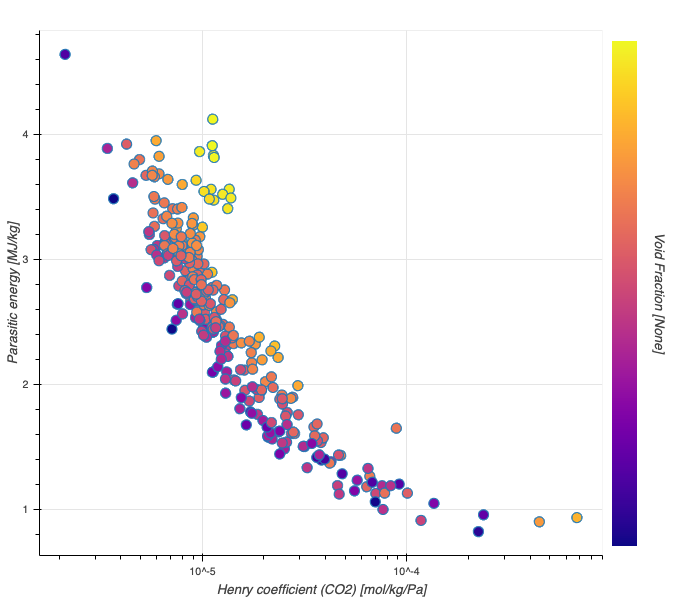 4
3
2
1
10^-5
10^-4
Henry coefficient (CO2) [mol/kg/Pa]
Parasitic energy [MJ/kg]
Void Fraction [None]